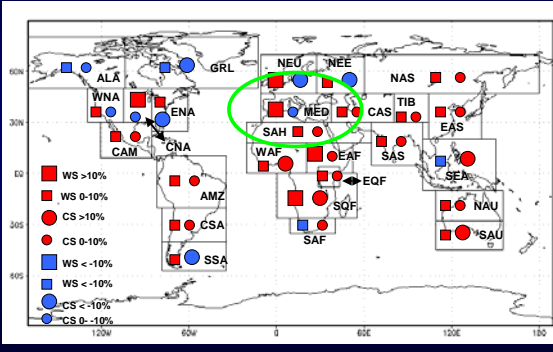 NEU NEE
GRL
NAS
60N
ALA
WNA
TIB
MED
CAS
ENA
EAS
30N
SAH
CAM
CNA
WAF
EAF
SAS
SEA
WS >10%
EQ
EQF
WS 0-10%
AMZ
SQF
NAU
CS >10%
30S
CS 0-10%
CSA
SAF
SAU
WS < -10%
SSA
WS < -10%
60S
CS < -10%
CS 0- -10%
120W
60W
0
60E
120E
180